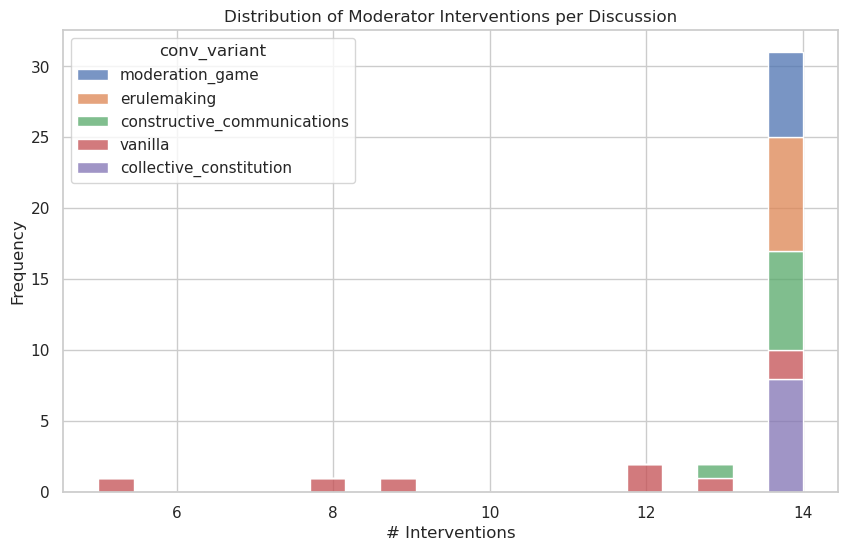 Distribution of Moderator Interventions per Discussion
conv_variant
moderation_game
erulemaking
constructive_communications
vanilla
collective_constitution
Frequency
30
25
20
15
10
5
0
6
8
10
12
14
# Interventions